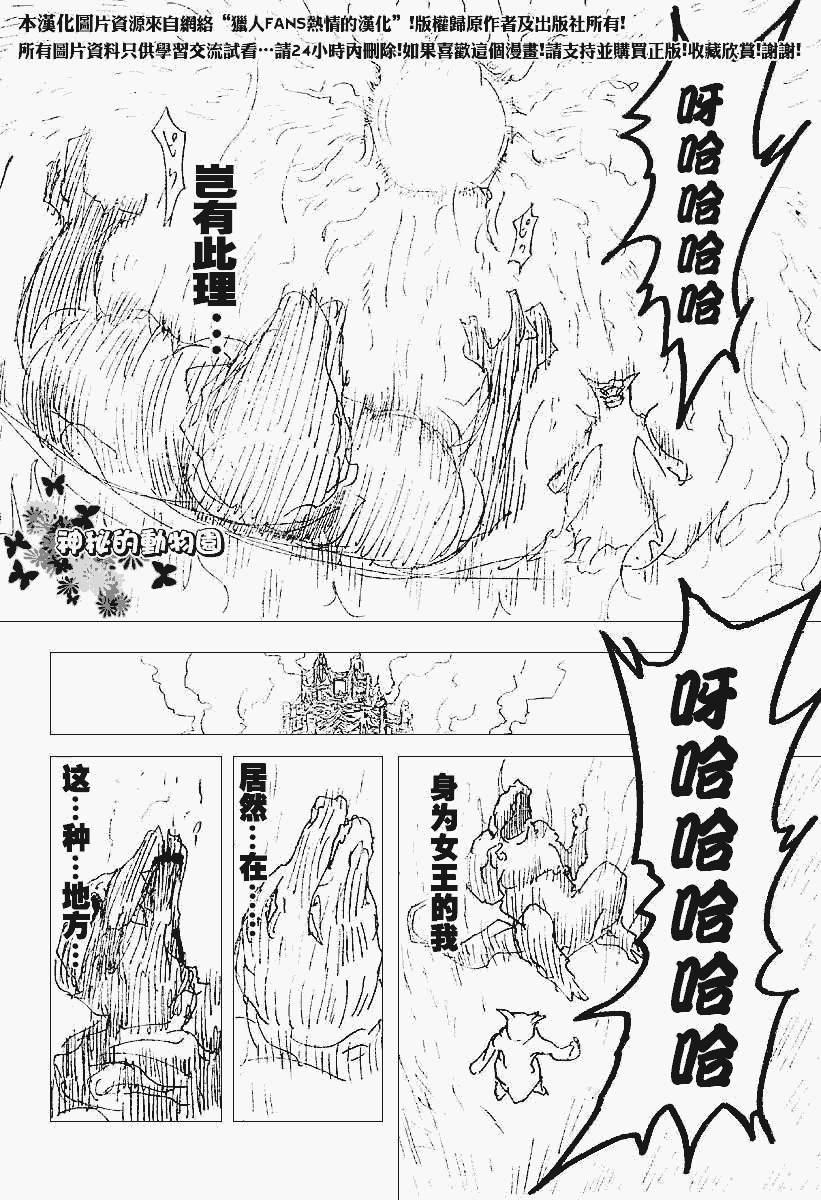 本漢化圖片資源來自網絡“獵人FANS熱情的漢化”!版權歸原作者及出版社所有!
所有圖片資料只供學習交流試看…請24小時內刪除!如果喜歡這個漫畫!請支持並購買正版!收藏欣賞!謝謝!
呀哈哈哈哈
豈有此理…
神秘的動物園
呀哈哈哈哈哈
身为女王的我
居然…在……
这…种…地方…